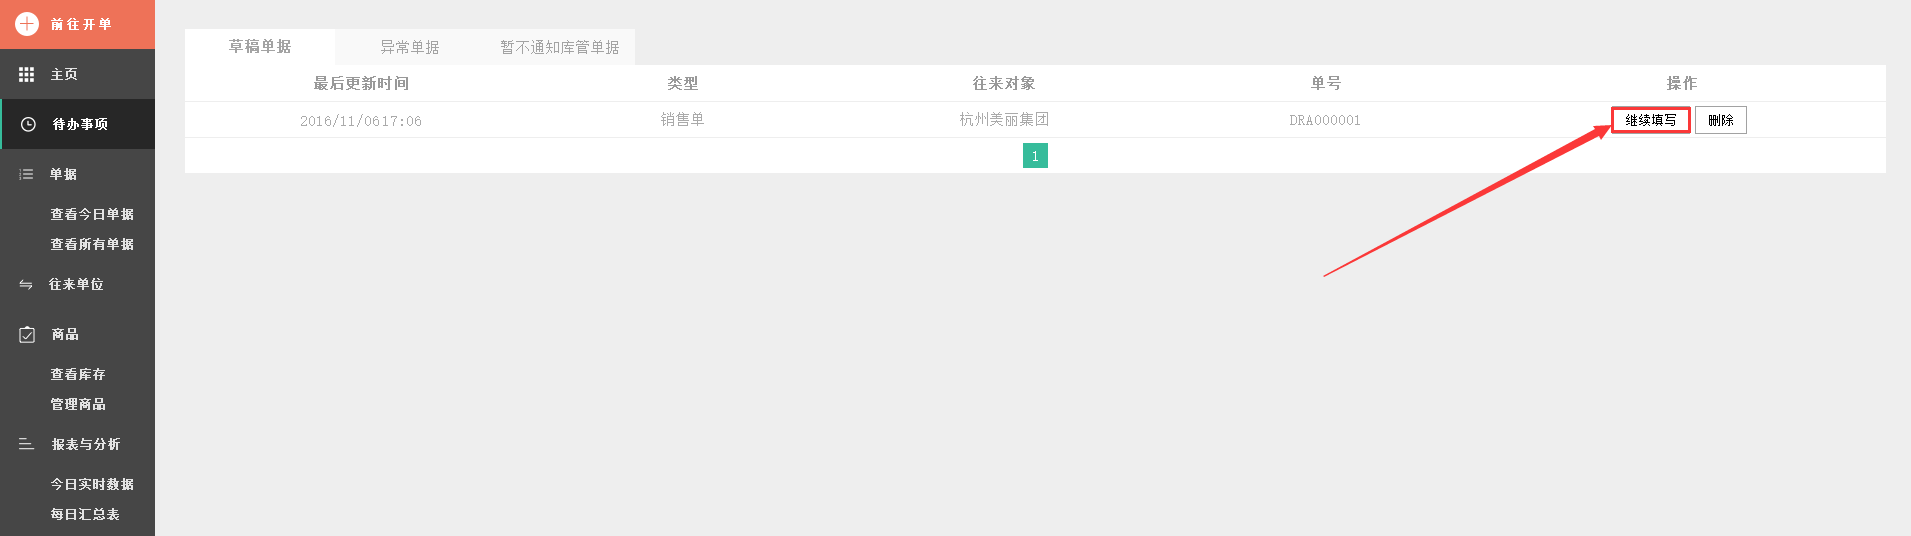 前往开单
主页
待办事项
单据
查看今日单据
查看所有单据
往来单位
商品
查看库存
管理商品
报表与分析
今日实时数据
每日汇总表
草稿单据 异常单据 暂不通知库管单据
最后更新时间 类型 往来对象 单号 操作
2016/11/0617:06 销售单 杭州美丽集团 DRA000001 继续填写 删除
1